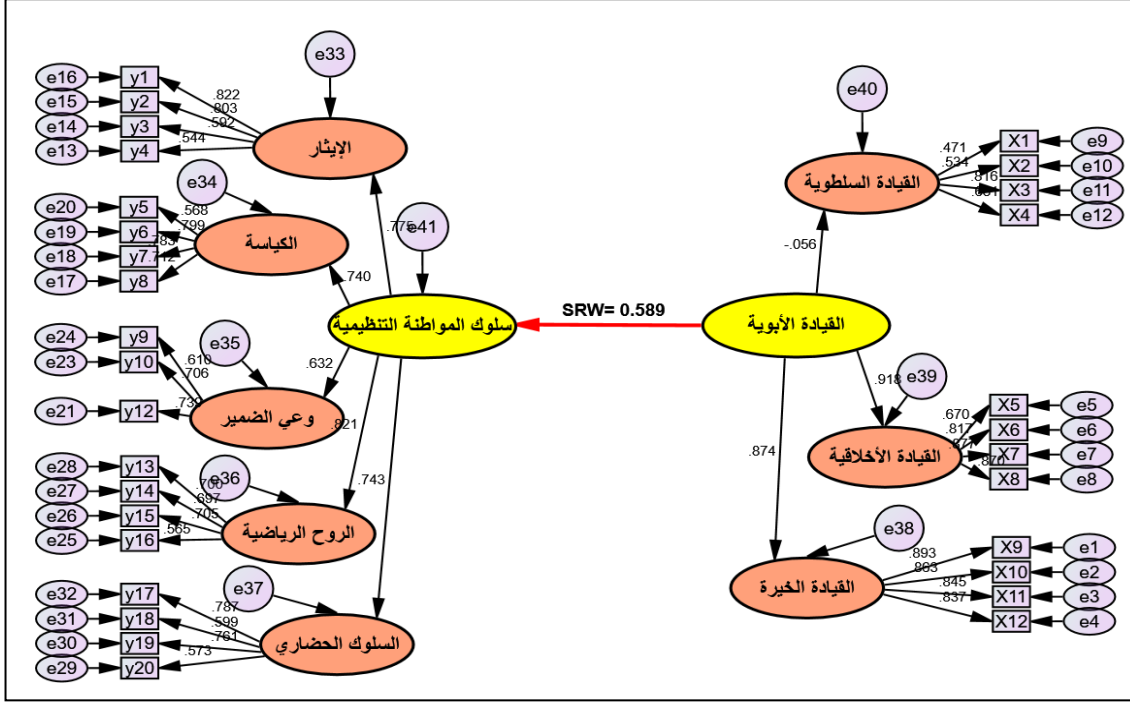 e33
e16
y1
e15
y2
e14
y3
e13
y4
.822
.803
.592
.544
الإيثار
e34
e20
y5
e19
y6
e18
y7
e17
y8
.568
.799
.783
الكياسة
.775
e41
.740
سلوك المواطنة التنظيمية
SRW= 0.589
القيادة الأبوية
e24
y9
e23
y10
e21
y12
.610
.706
e35
وعي الضمير
.632
.821
.743
e28
y13
e27
y14
e26
y15
e25
y16
.697
.705
.565
e36
الروح الرياضية
e32
y17
e31
y18
e30
y19
e29
y20
.787
.599
.761
.573
e37
السلوك الحضاري
e40
القيادة السلطوية
.471
.534
.816
X1
e9
X2
e10
X3
e11
X4
e12
-.056
.918
e39
القيادة الأخلاقية
.670
.817
.877
.870
X5
e5
X6
e6
X7
e7
X8
e8
.874
e38
القيادة الخيرة
.893
.863
.845
.837
X9
e1
X10
e2
X11
e3
X12
e4